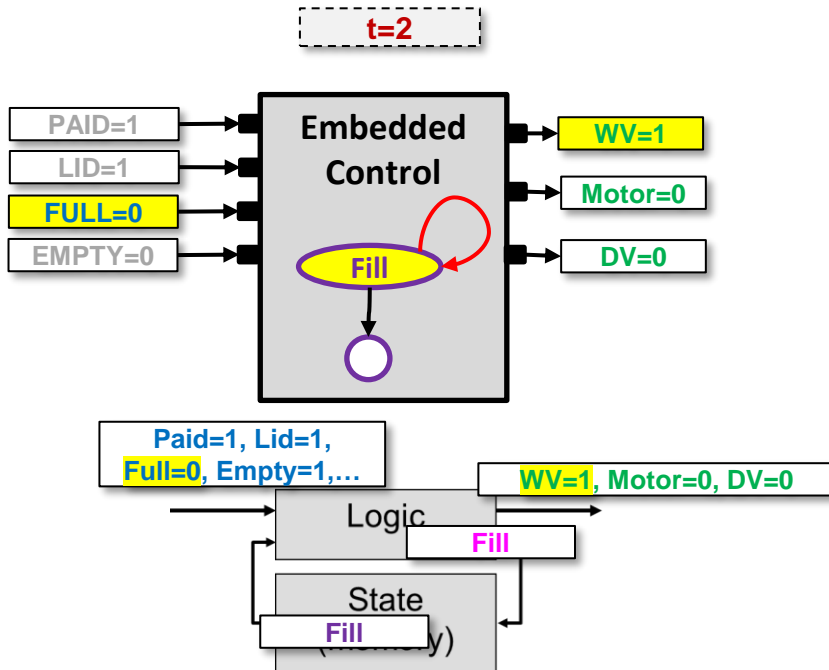 t=2
PAID=1
LID=1
FULL=0
EMPTY=0
Embedded
Control
Fill
WV=1
Motor=0
DV=0
Paid=1, Lid=1,
Full=0, Empty=1,…
WV=1, Motor=0, DV=0
Logic
Fill
State
Fill